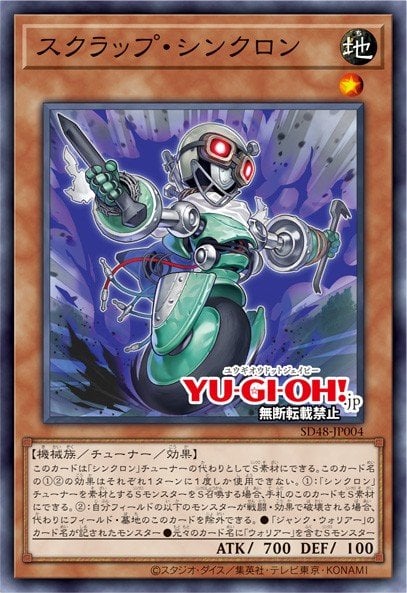 スクラップ・シンクロン
地
ユウギオウドットジェイピー
YU-GI-OH!.jp
無断転載禁止
SD48-JP004
【機械族/チューナー/効果】
このカードは「シンクロン」チューナーの代わりとしてS素材にできる。このカード名
の①②の効果はそれぞれ1ターンに1度しか使用できない。①:「シンクロン」
チューナーを素材とするSモンスターをS召喚する場合、手札のこのカードもS素材
にできる。②:自分フィールドの以下のモンスターが戦闘・効果で破壊される場合、
代わりにフィールド・墓地のこのカードを除外できる。●「ジャンク・ウォリアー」の
カード名が記されたモンスター●元々のカード名に「ウォリアー」を含むSモンスター
ATK/ 700 DEF/ 100
©スタジオ・ダイス/集英社・テレビ東京・KONAMI